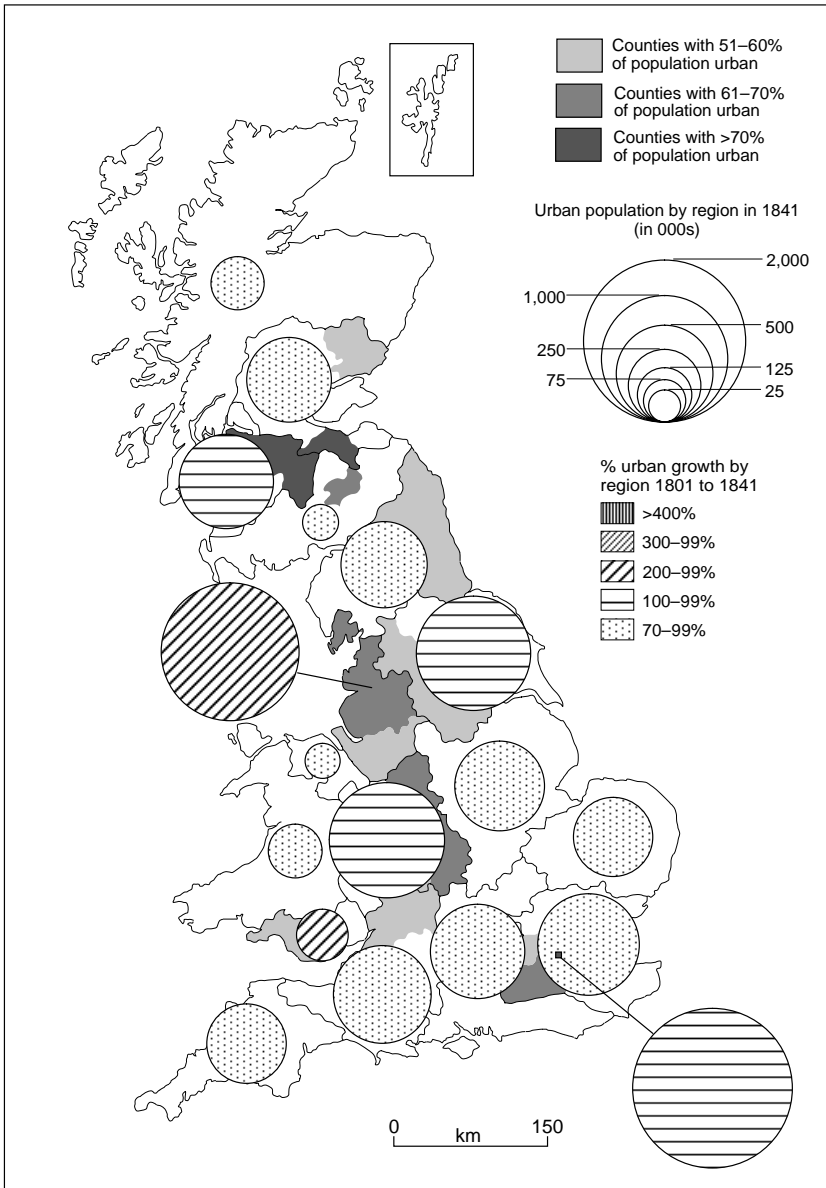 Counties with 51–60%
of population urban
Counties with 61–70%
of population urban
Counties with >70%
of population urban
Urban population by region in 1841
(in 000s)
2,000
1,000
500
250
125
75
25
% urban growth by
region 1801 to 1841
>400%
300–99%
200–99%
100–99%
70–99%
0 150
km